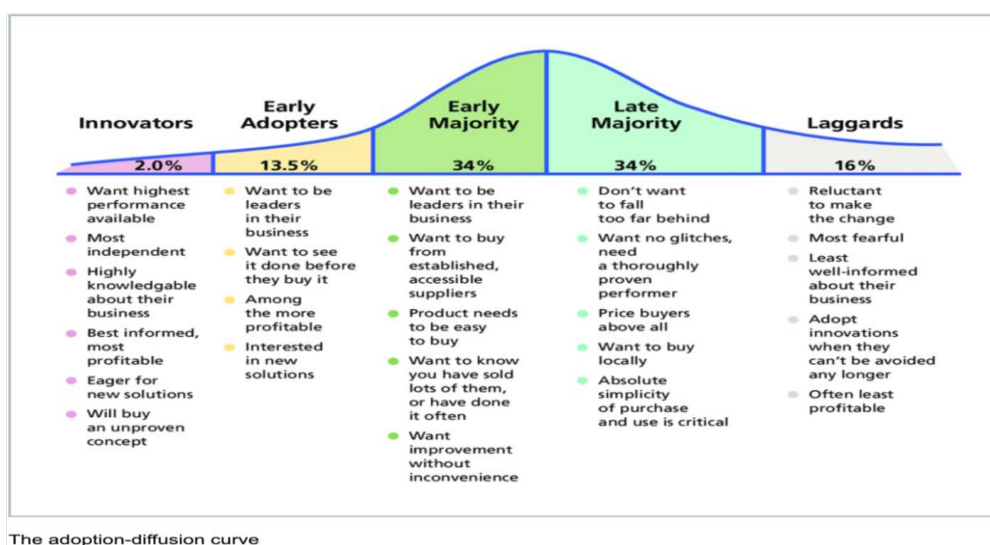 Innovators
Early
Adopters
Early
Majority
Late
Majority
Laggards
2.0%
13.5%
34%
34%
16%
Want highest
performance
available
Most
independent
Highly
knowledgable
about their
business
Best informed,
most
profitable
Eager for
new solutions
Will buy
an unproven
concept
Want to be
leaders
in their
business
Want to see
it done before
they buy it
Among
the more
profitable
Interested
in new
solutions
Want to be
leaders in their
business
Want to buy
from
established,
accessible
suppliers
Product needs
to be easy
to buy
Want to know
you have sold
lots of them,
or have done
it often
Want
improvement
without
inconvenience
Don't want
to fall
too far behind
Want no glitches,
need
a thoroughly
proven
performer
Price buyers
above all
Want to buy
locally
Absolute
simplicity
of purchase
and use is critical
Reluctant
to make
the change
Most fearful
Least
well-informed
about their
business
Adopt
innovations
when they
can't be avoided
any longer
Often least
profitable
The adoption-diffusion curve